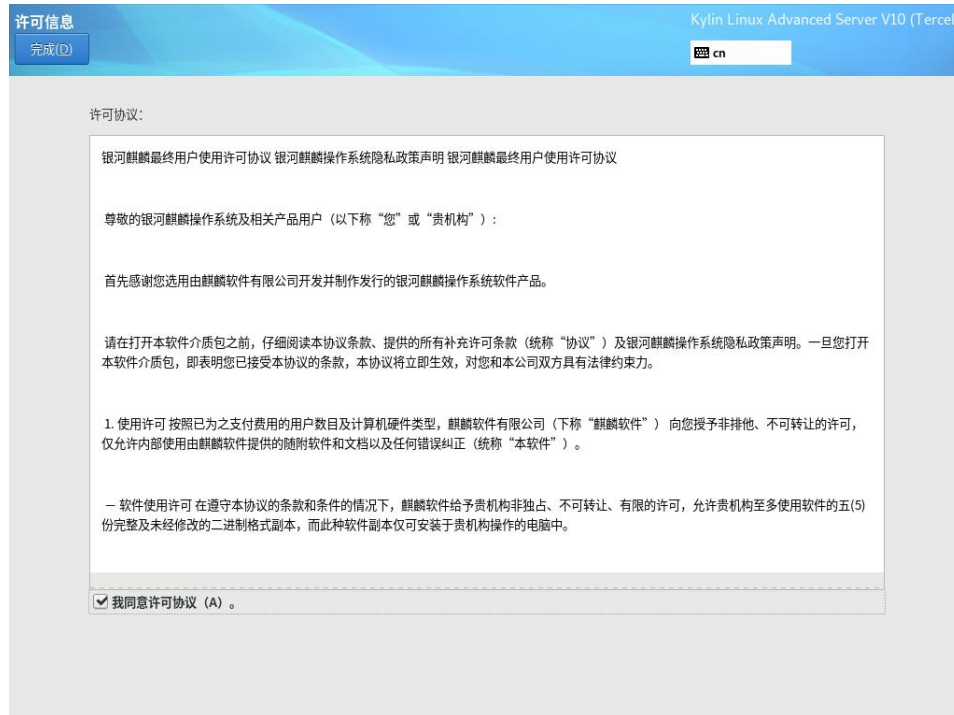 许可信息
Kylin Linux Advanced Server V10 (Tercel
完成(D)
cn
许可协议：
银河麒麟最终用户使用许可协议 银河麒麟操作系统隐私政策声明 银河麒麟最终用户使用许可协议
尊敬的银河麒麟操作系统及相关产品用户（以下称“您”或“贵机构”）：
首先感谢您选用由麒麟软件有限公司开发并制作发行的银河麒麟操作系统软件产品。
请在打开本软件介质包之前，仔细阅读本协议条款、提供的所有补充许可条款（统称“协议”）及银河麒麟操作系统隐私政策声明。一旦您打开
本软件介质包，即表明您已接受本协议的条款，本协议将立即生效，对您和本公司双方具有法律约束力。
1. 使用许可 按照已为之支付费用的用户数目及计算机硬件类型，麒麟软件有限公司（下称“麒麟软件”） 向您授予非排他、不可转让的许可，
仅允许内部使用由麒麟软件提供的随附软件和文档以及任何错误纠正（统称“本软件”）。
－ 软件使用许可 在遵守本协议的条款和条件的情况下，麒麟软件给予贵机构非独占、不可转让、有限的许可，允许贵机构至多使用软件的五(5)
份完整及未经修改的二进制格式副本，而此种软件副本仅可安装于贵机构操作的电脑中。
我同意许可协议（A）。